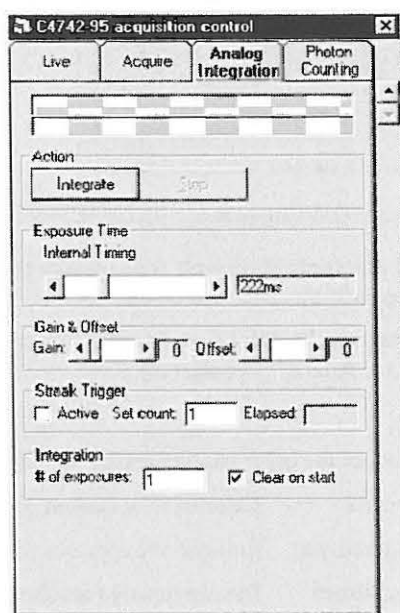 C4742-95 acquisition control
Live Acquire Analog Integration Photon Counting
Action
Integrate Stop
Exposure Time
Internal Timing
222ms
Gain & Offset
Gain: 0 Offset: 0
Streak Trigger
Active Set count: 1 Elapsed:
Integration
# of exposures: 1 Clear on start